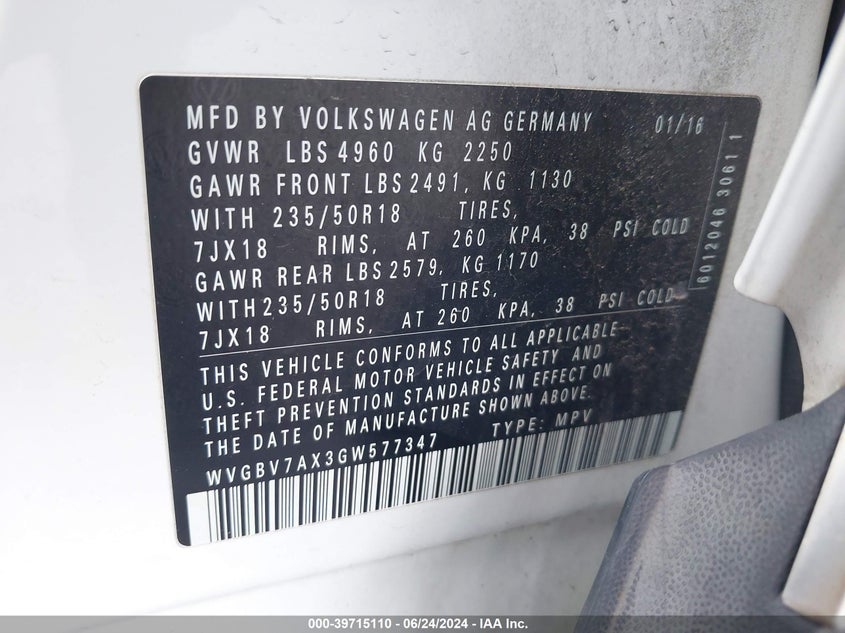 MFD BY VOLKSWAGEN AG GERMANY 01/16
GVWR LBS 4960 KG 2250
GAWR FRONT LBS 2491, KG 1130
WITH 235/50R18 TIRES,
7JX18 RIMS, AT 260 KPA, 38 PSI COLD
GAWR REAR LBS 2579, KG 1170
WITH 235/50R18 TIRES,
7JX18 RIMS, AT 260 KPA, 38 PSI COLD
THIS VEHICLE CONFORMS TO ALL APPLICABLE
U.S. FEDERAL MOTOR VEHICLE SAFETY AND
THEFT PREVENTION STANDARDS IN EFFECT ON
THE DATE OF MANUFACTURE SHOWN ABOVE.
WVGBV7AX3GW577347 TYPE: MPV
6012046 3061 1
000-39715110 - 06/24/2024 - IAA Inc.